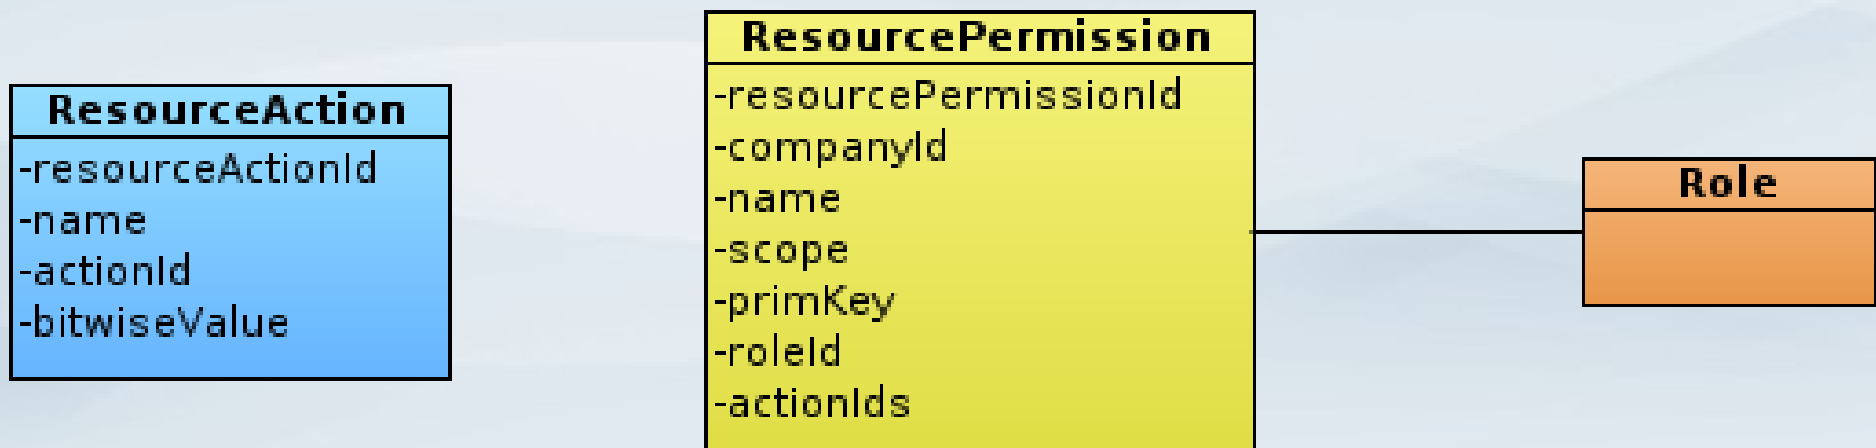 ResourceAction
-resourceActionId
-name
-actionId
-bitwiseValue
ResourcePermission
-resourcePermissionId
-companyId
-name
-scope
-primKey
-roleId
-actionIds
Role